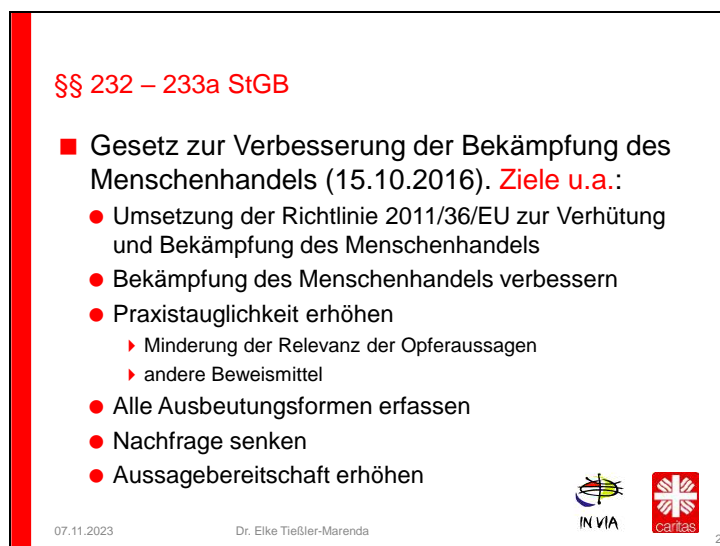 §§ 232 – 233a StGB
Gesetz zur Verbesserung der Bekämpfung des
Menschenhandels (15.10.2016). Ziele u.a.:
Umsetzung der Richtlinie 2011/36/EU zur Verhütung
und Bekämpfung des Menschenhandels
Bekämpfung des Menschenhandels verbessern
Praxistauglichkeit erhöhen
Minderung der Relevanz der Opferaussagen
andere Beweismittel
Alle Ausbeutungsformen erfassen
Nachfrage senken
Aussagebereitschaft erhöhen
IN VIA
caritas
07.11.2023
Dr. Elke Tießler-Marenda
2